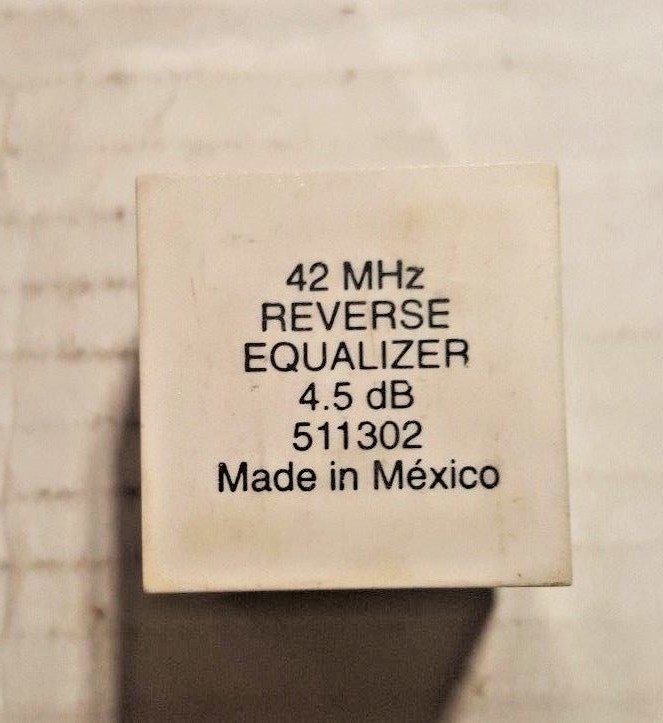 42 MHz
REVERSE
EQUALIZER
4.5 dB
511302
Made in México